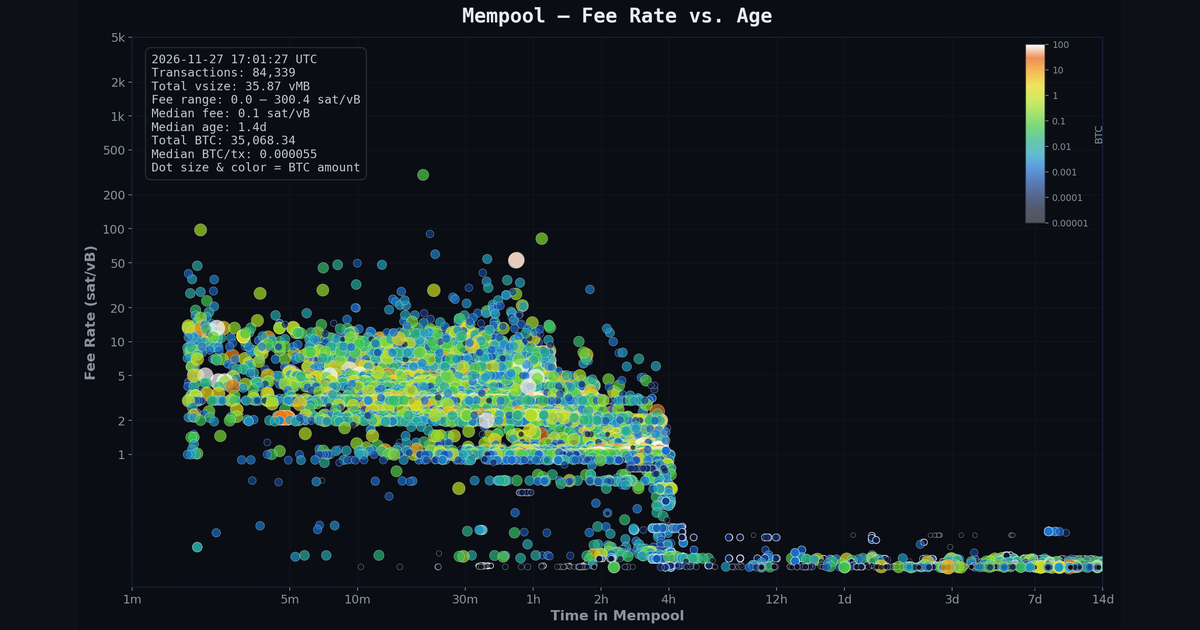 Mempool — Fee Rate vs. Age
2026-11-27 17:01:27 UTC
Transactions: 84,339
Total vsize: 35.87 vMB
Fee range: 0.0 – 300.4 sat/vB
Median fee: 0.1 sat/vB
Median age: 1.4d
Total BTC: 35,068.34
Median BTC/tx: 0.000055
Dot size & color = BTC amount
100
10
1
0.1
0.01
0.001
0.0001
0.00001
BTC
Fee Rate (sat/vB)
5k
2k
1k
500
200
100
50
20
10
5
2
1
1m
5m
10m
30m
1h
2h
4h
12h
1d
3d
7d
14d
Time in Mempool